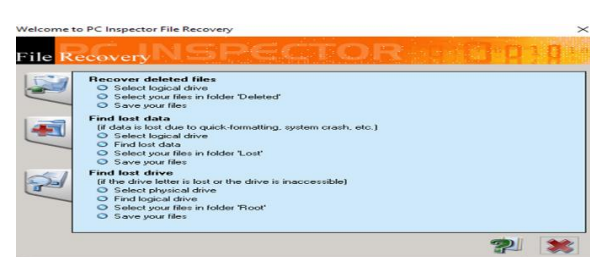 Welcome to PC Inspector File Recovery
PC INSPECTOR
File Recovery
Recover deleted files
Select logical drive
Select your files in folder 'Deleted'
Save your files
Find lost data
(if data is lost due to quick-formatting, system crash, etc.)
Select logical drive
Find lost data
Select your files in folder 'Lost'
Save your files
Find lost drive
(if the drive letter is lost or the drive is inaccessible)
Select physical drive
Find logical drive
Select your files in folder 'Root'
Save your files